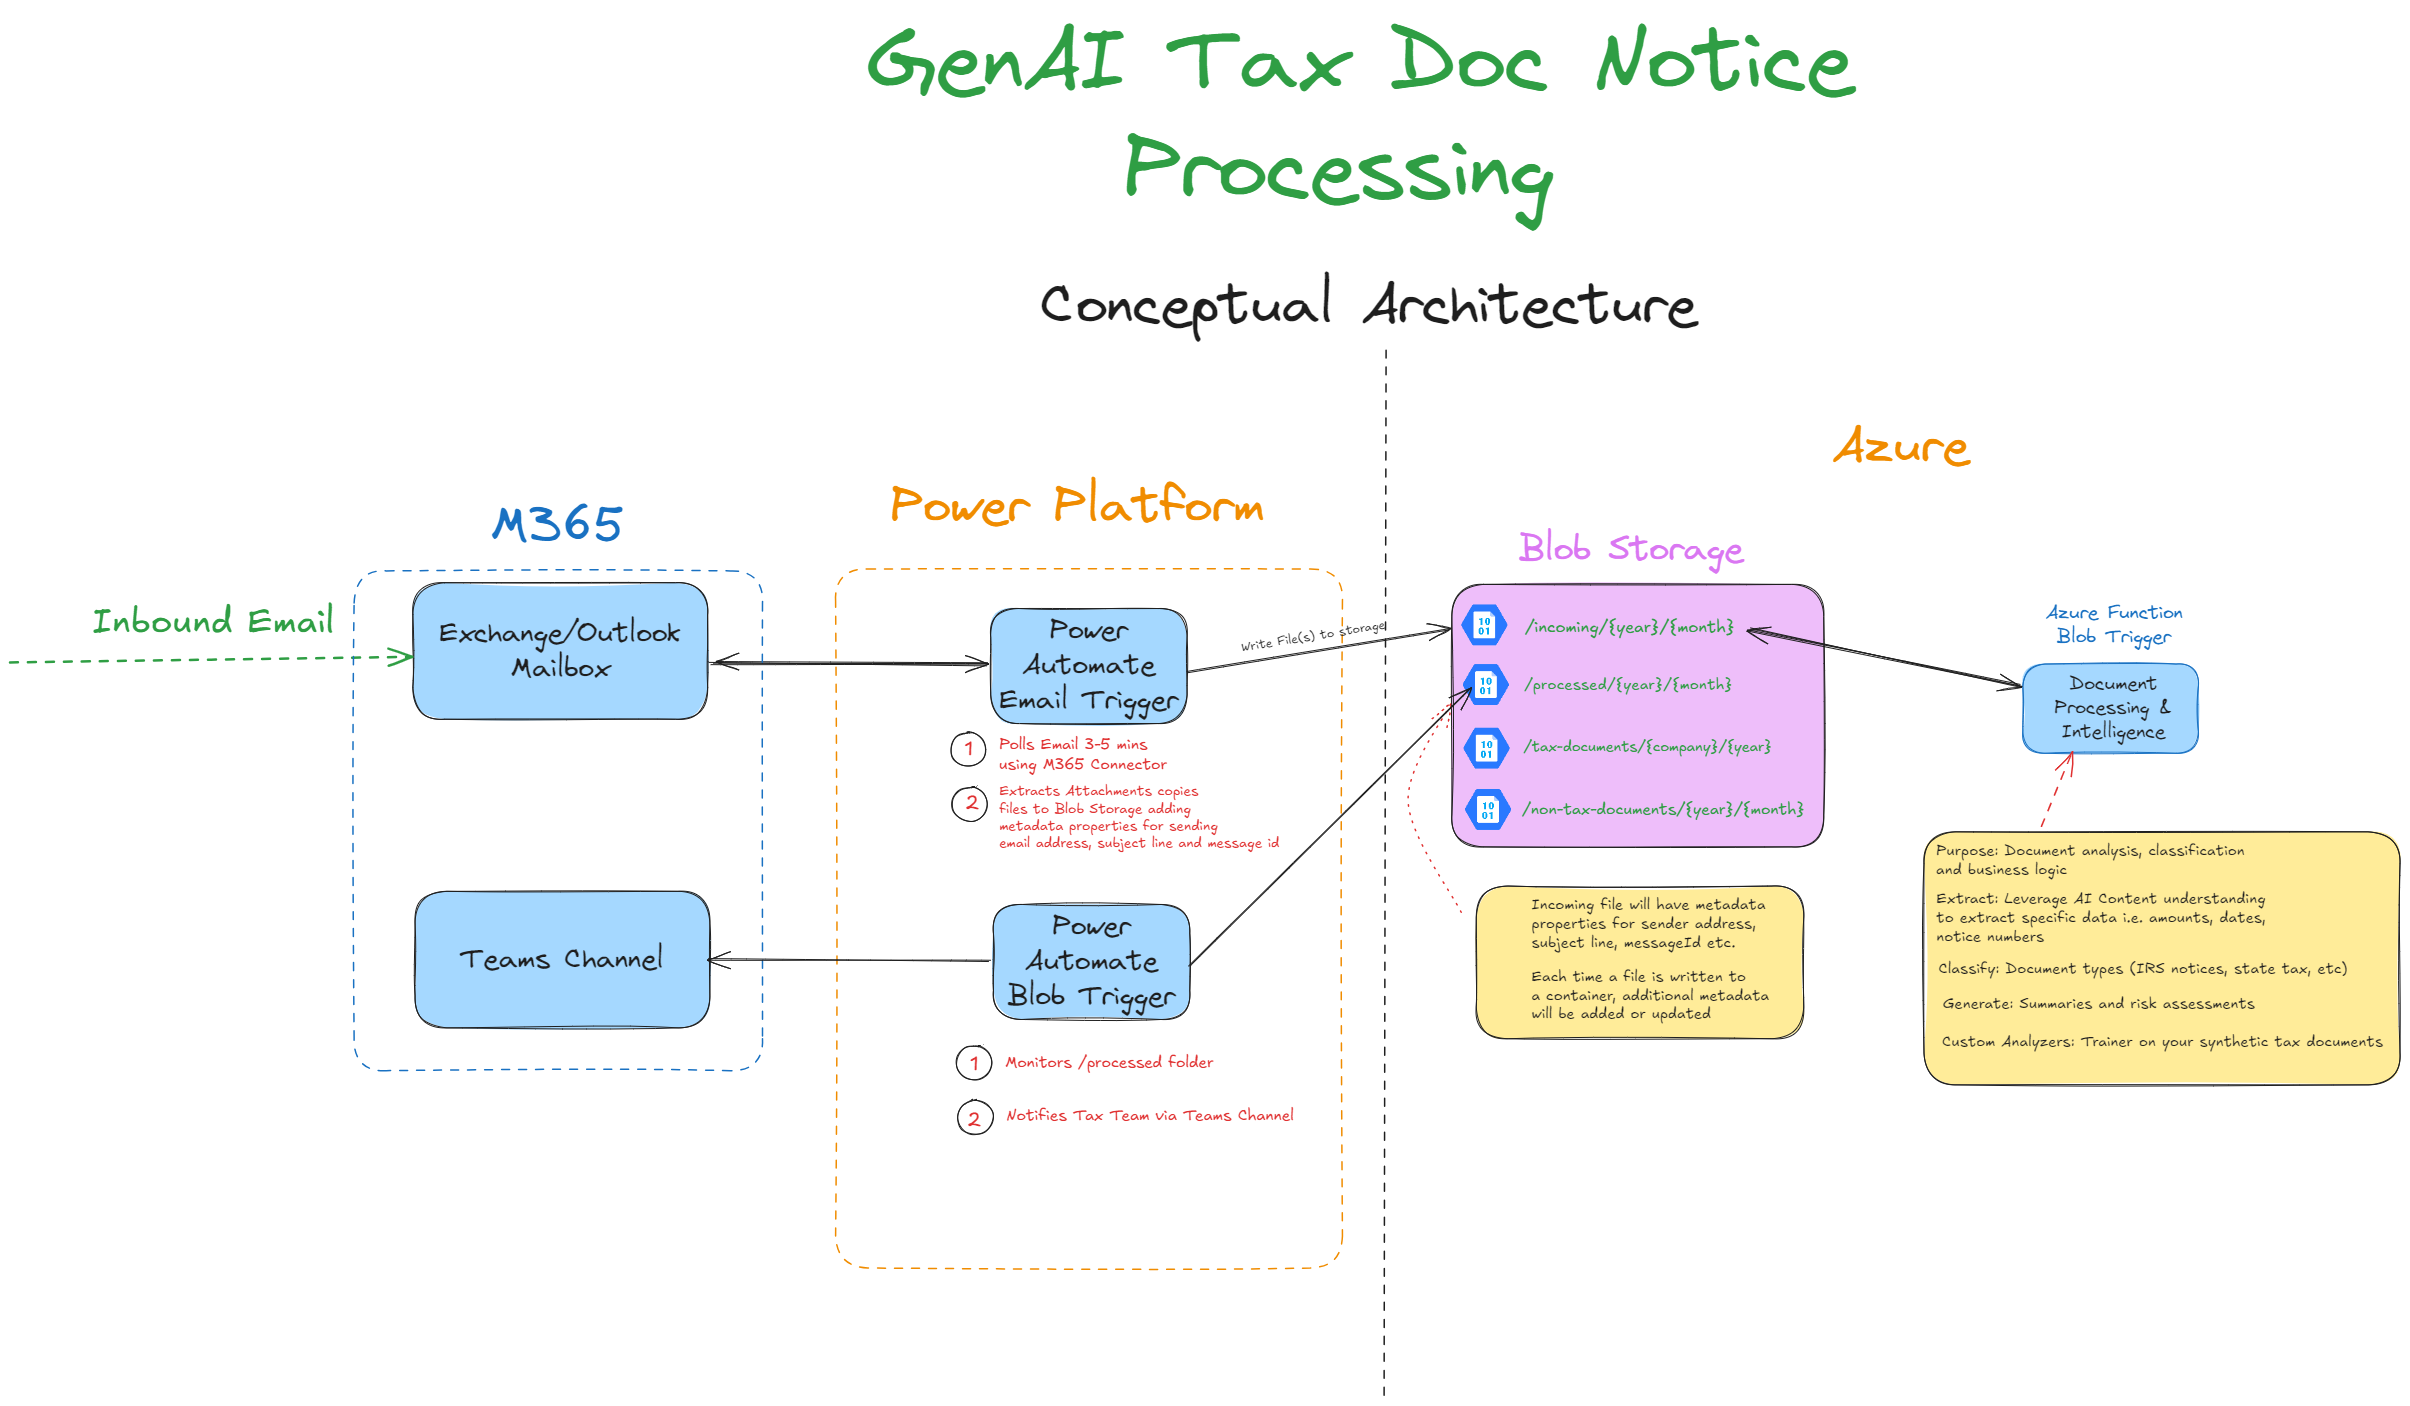 GenAI Tax Doc Notice
Processing
Conceptual Architecture
Azure
M365
Power Platform
Blob Storage
Inbound Email
Exchange/Outlook
Mailbox
Power
Automate
Email Trigger
Write File(s) to storage
10
01
/incoming/{year}/{month}
10
01
/processed/{year}/{month}
10
01
/tax-documents/{company}/{year}
10
01
/non-tax-documents/{year}/{month}
Azure Function
Blob Trigger
Document
Processing &
Intelligence
1
Polls Email 3-5 mins
using M365 Connector
2
Extracts Attachments copies
files to Blob Storage adding
metadata properties for sending
email address, subject line and message id
Teams Channel
Power
Automate
Blob Trigger
1
Monitors /processed folder
2
Notifies Tax Team via Teams Channel
Incoming file will have metadata
properties for sender address,
subject line, messageId etc.
Each time a file is written to
a container, additional metadata
will be added or updated
Purpose: Document analysis, classification
and business logic
Extract: Leverage AI Content understanding
to extract specific data i.e. amounts, dates,
notice numbers
Classify: Document types (IRS notices, state tax, etc)
Generate: Summaries and risk assessments
Custom Analyzers: Trainer on your synthetic tax documents